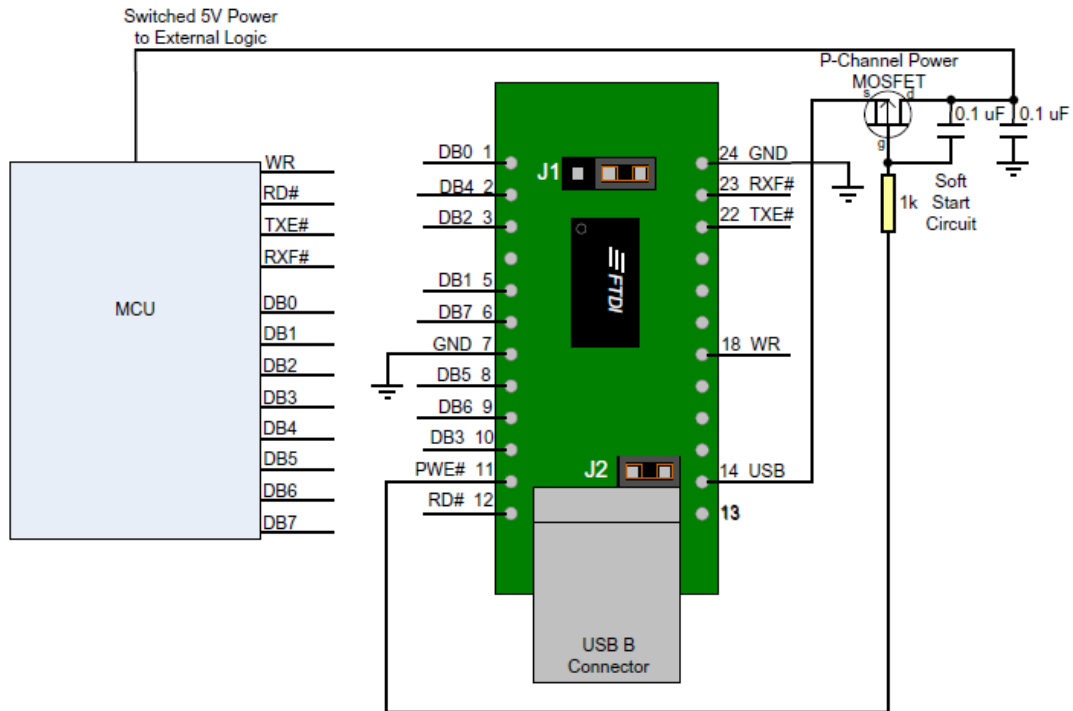 Switched 5V Power
to External Logic
P-Channel Power
MOSFET
s
d
g
0.1 uF
0.1 uF
Soft
Start
Circuit
1k
MCU
WR
RD#
TXE#
RXF#
DB0
DB1
DB2
DB3
DB4
DB5
DB6
DB7
DB0 1
DB4 2
DB2 3
DB1 5
DB7 6
GND 7
DB5 8
DB6 9
DB3 10
PWE# 11
RD# 12
J1
FTDI
J2
24 GND
23 RXF#
22 TXE#
18 WR
14 USB
13
USB B
Connector